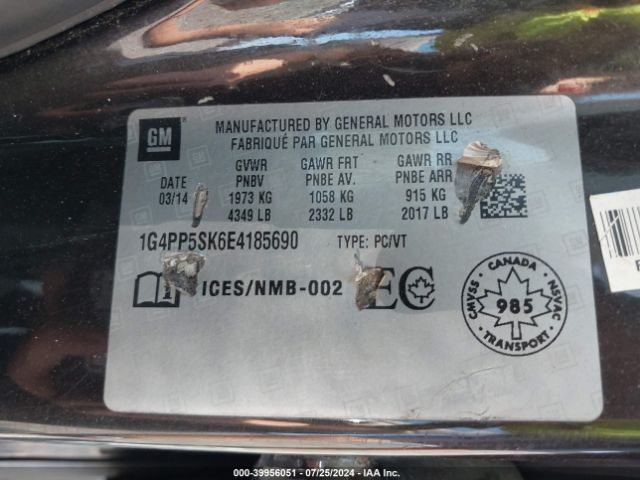 GM
MANUFACTURED BY GENERAL MOTORS LLC
FABRIQUÉ PAR GENERAL MOTORS LLC
GVWR GAWR FRT GAWR RR
DATE PNBV PNBE AV. PNBE ARR
03/14 1973 KG 1058 KG 915 KG
4349 LB 2332 LB 2017 LB
1G4PP5SK6E4185690 TYPE: PC/VT
ICES/NMB-002 EC
CANADA
CMVSS 985 NSVAC
TRANSPORT
000-39956051 - 07/25/2024 - IAA Inc.